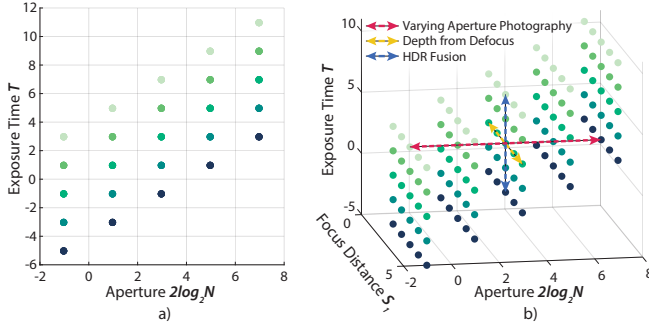 12
10
8
6
4
2
0
-2
-4
-6
-2
0
2
4
6
8
Exposure Time T
Aperture 2log2N
a)
Varying Aperture Photography
Depth from Defocus
HDR Fusion
10
5
0
-5
Exposure Time T
0
5
Focus Distance Sf
-2
0
2
4
6
8
Aperture 2log2N
b)